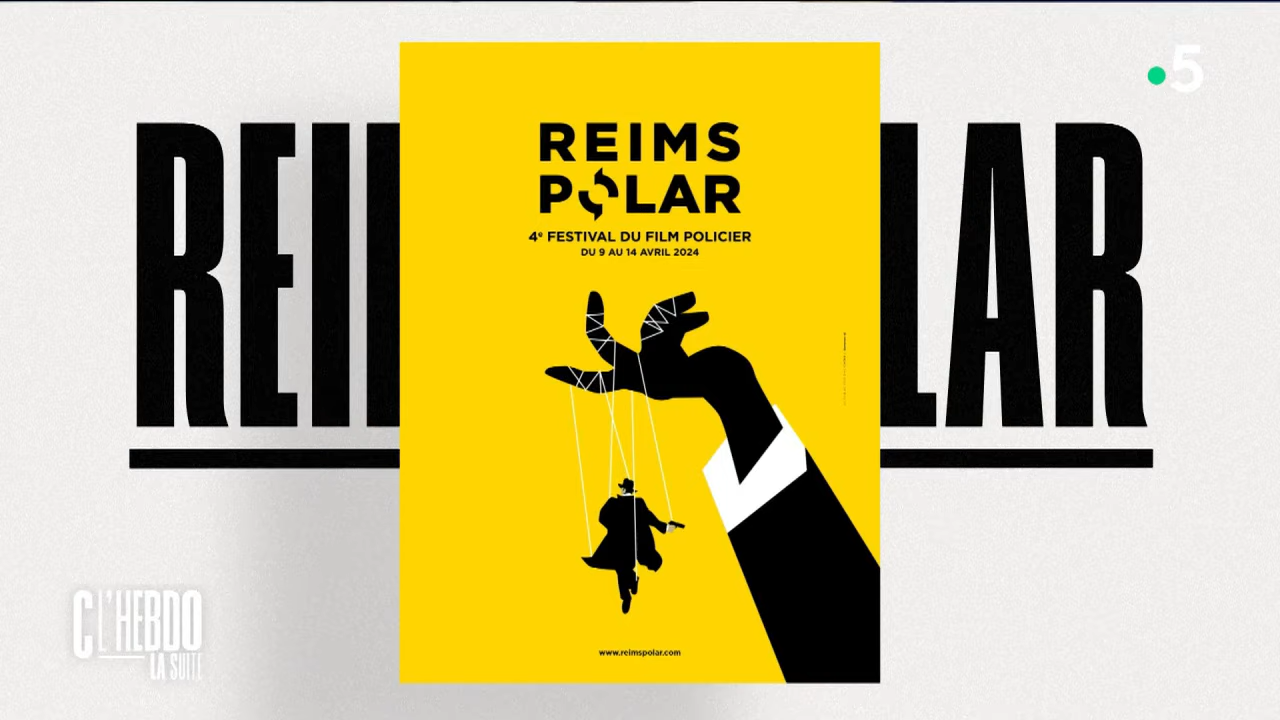 REIMS
POLAR
4e FESTIVAL DU FILM POLICIER
DU 9 AU 14 AVRIL 2024
www.reimspolar.com
REI
LAR
5
C L'HEBDO
LA SUITE